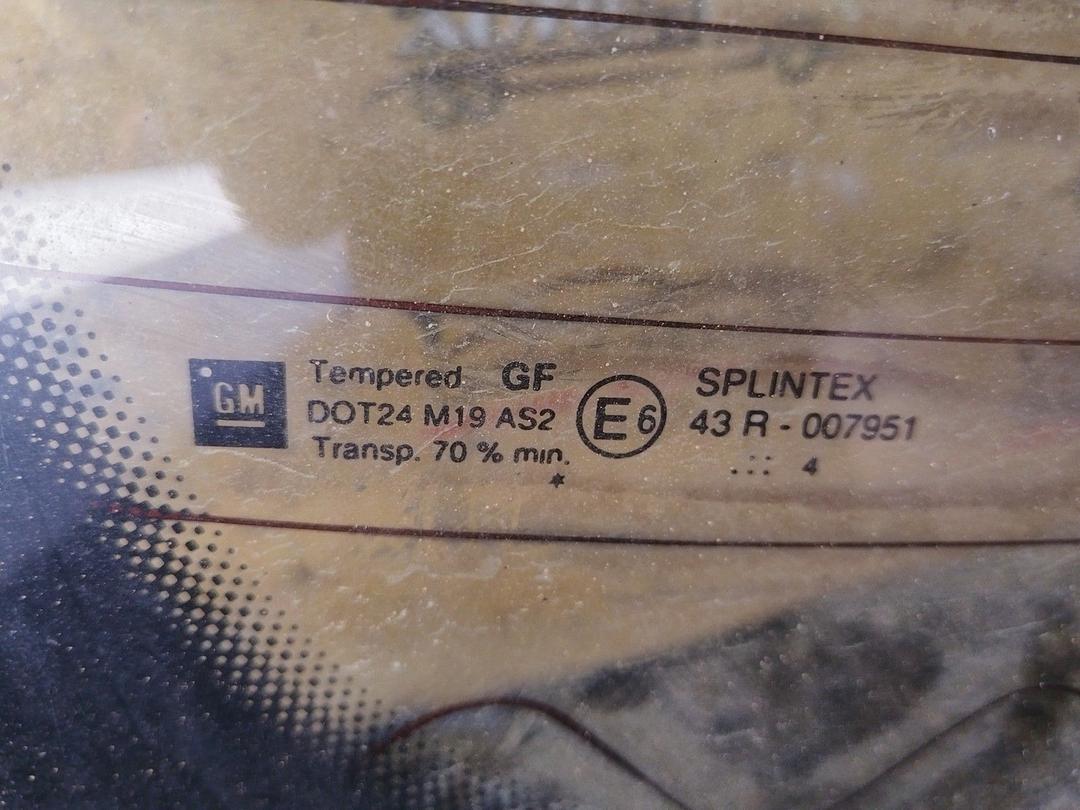 GM
Tempered GF
DOT24 M19 AS2
Transp. 70 % min.
E6
SPLINTEX
43 R - 007951
.:: 4